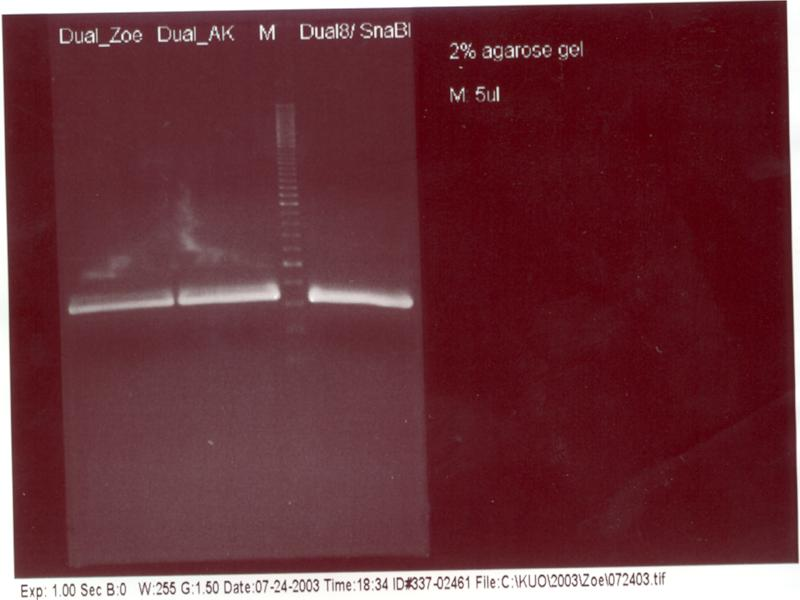 Dual_Zoe Dual_AK M Dual8/ SnaBI
2% agarose gel
M: 5ul
Exp: 1.00 Sec B:0 W:255 G:1.50 Date:07-24-2003 Time:18:34 ID#337-02461 File:C:\KUO\2003\Zoe\072403.tif